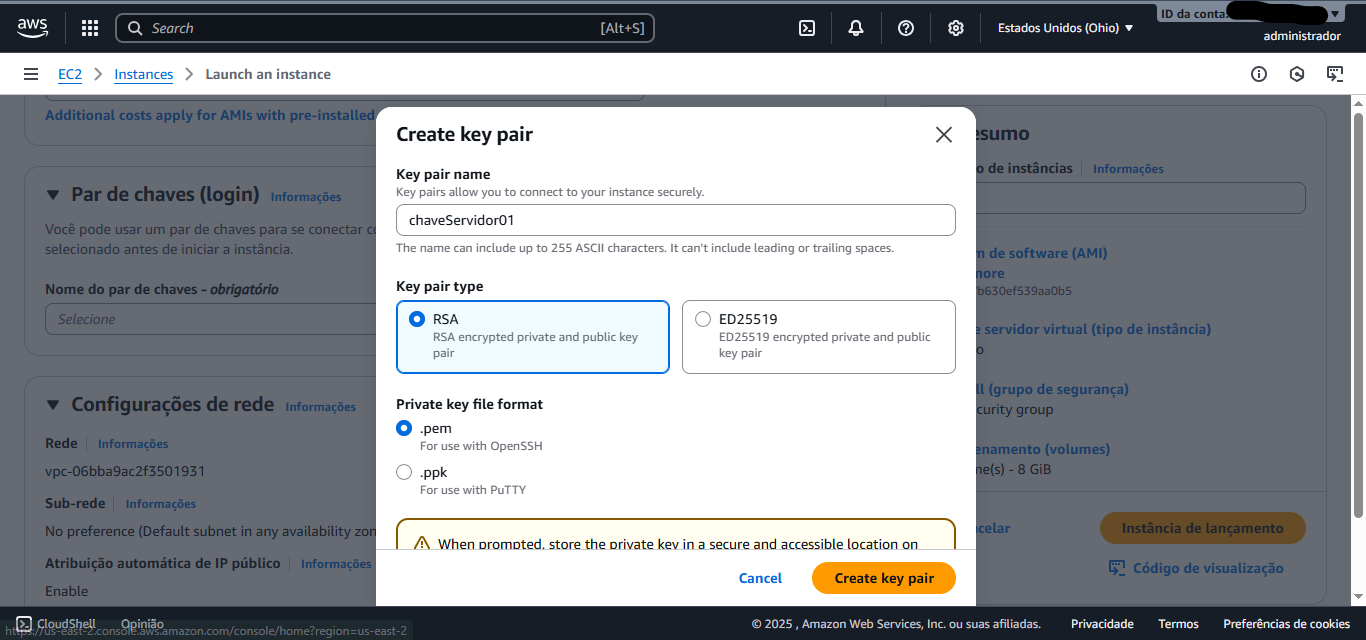 aws
Search
[Alt+S]
Estados Unidos (Ohio)
ID da conta:
administrador
EC2
Instances
Launch an instance
Additional costs apply for AMIs with pre-installed
Par de chaves (login)
Informações
Você pode usar um par de chaves para se conectar
selecionado antes de iniciar a instância.
Nome do par de chaves - obrigatório
Selecione
Configurações de rede
Informações
Rede
Informações
vpc-06bba9ac2f3501931
Sub-rede
Informações
No preference (Default subnet in any availability
Atribuição automática de IP público
Informações
Enable
Create key pair
Key pair name
Key pairs allow you to connect to your instance securely.
chaveServidor01
The name can include up to 255 ASCII characters. It can't include leading or trailing spaces.
Key pair type
RSA
RSA encrypted private and public key
pair
ED25519
ED25519 encrypted private and public
key pair
Private key file format
.pem
For use with OpenSSH
.ppk
For use with PuTTY
When prompted, store the private key in a secure and accessible location on
Cancel
Create key pair
esumo
de instâncias
Informações
m de software (AMI)
more
b630ef539aa0b5
servidor virtual (tipo de instância)
o
ll (grupo de segurança)
curity group
enamento (volumes)
me(s) - 8 GiB
celar
Instância de lançamento
Código de visualização
CloudShell
Opinião
https://us-east-2.console.aws.amazon.com/console/home?region=us-east-2
© 2025 , Amazon Web Services, Inc. ou suas afiliadas.
Privacidade
Termos
Preferências de cookies